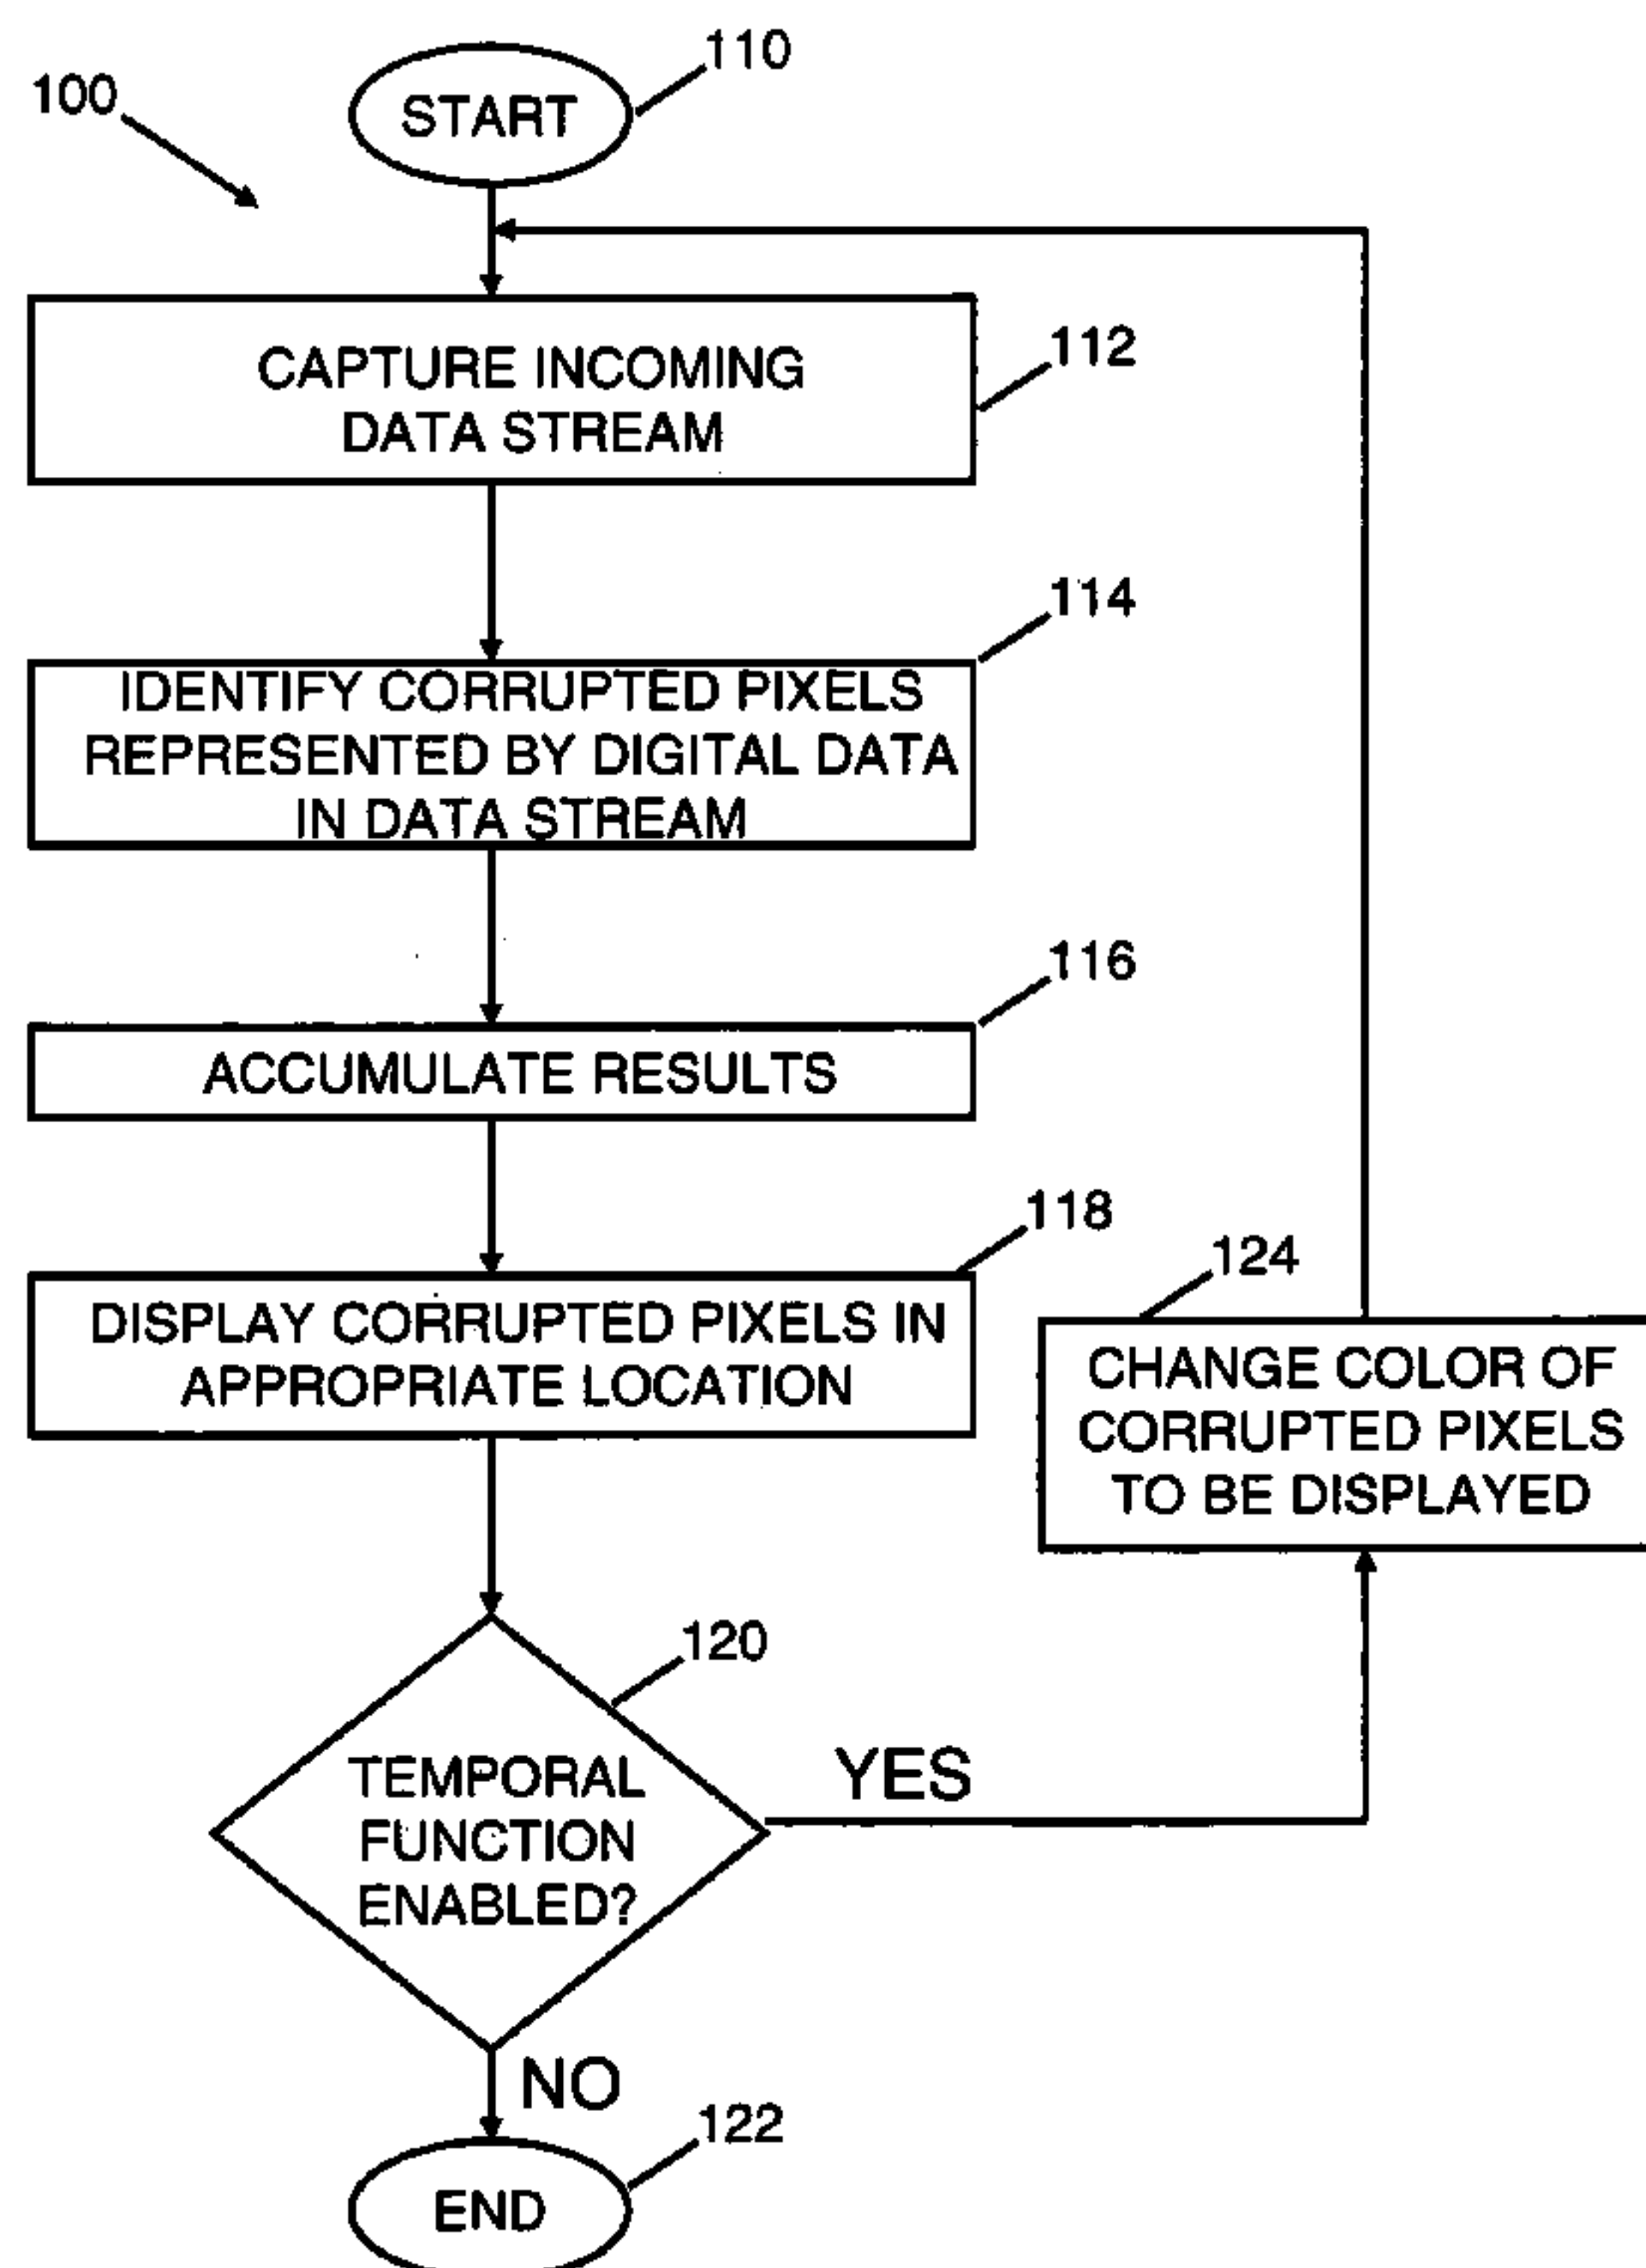 100
110
START
CAPTURE INCOMING
DATA STREAM
112
114
IDENTIFY CORRUPTED PIXELS
REPRESENTED BY DIGITAL DATA
IN DATA STREAM
116
ACCUMULATE RESULTS
118
DISPLAY CORRUPTED PIXELS IN
APPROPRIATE LOCATION
124
CHANGE COLOR OF
CORRUPTED PIXELS
TO BE DISPLAYED
120
TEMPORAL
FUNCTION
ENABLED?
YES
NO
122
END